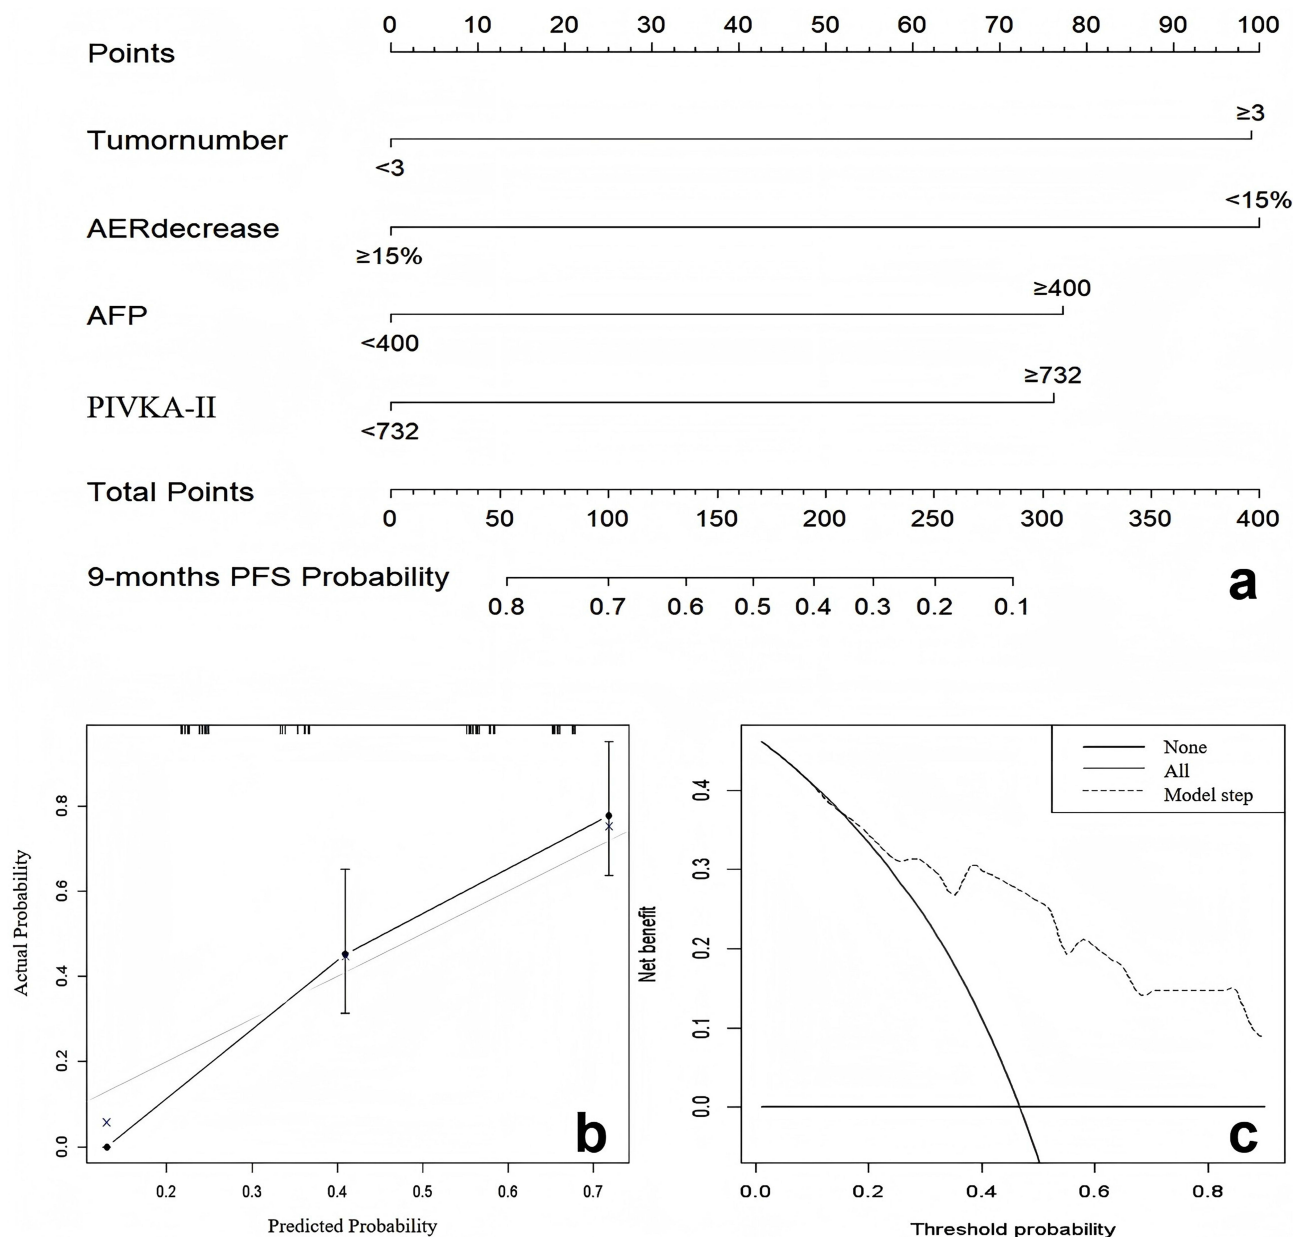 0 10 20 30 40 50 60 70 80 90 100
Points
≥3
Tumornumber
<3
<15%
AERdecrease
≥15%
≥400
AFP
<400
≥732
PIVKA-II
<732
Total Points
0 50 100 150 200 250 300 350 400
9-months PFS Probability
0.8 0.7 0.6 0.5 0.4 0.3 0.2 0.1
a
Actual Probability
0.8
0.6
0.4
0.2
0.0
0.2 0.3 0.4 0.5 0.6 0.7
Predicted Probability
b
Net benefit
0.4
0.3
0.2
0.1
0.0
None
All
Model step
0.0 0.2 0.4 0.6 0.8
Threshold probability
c